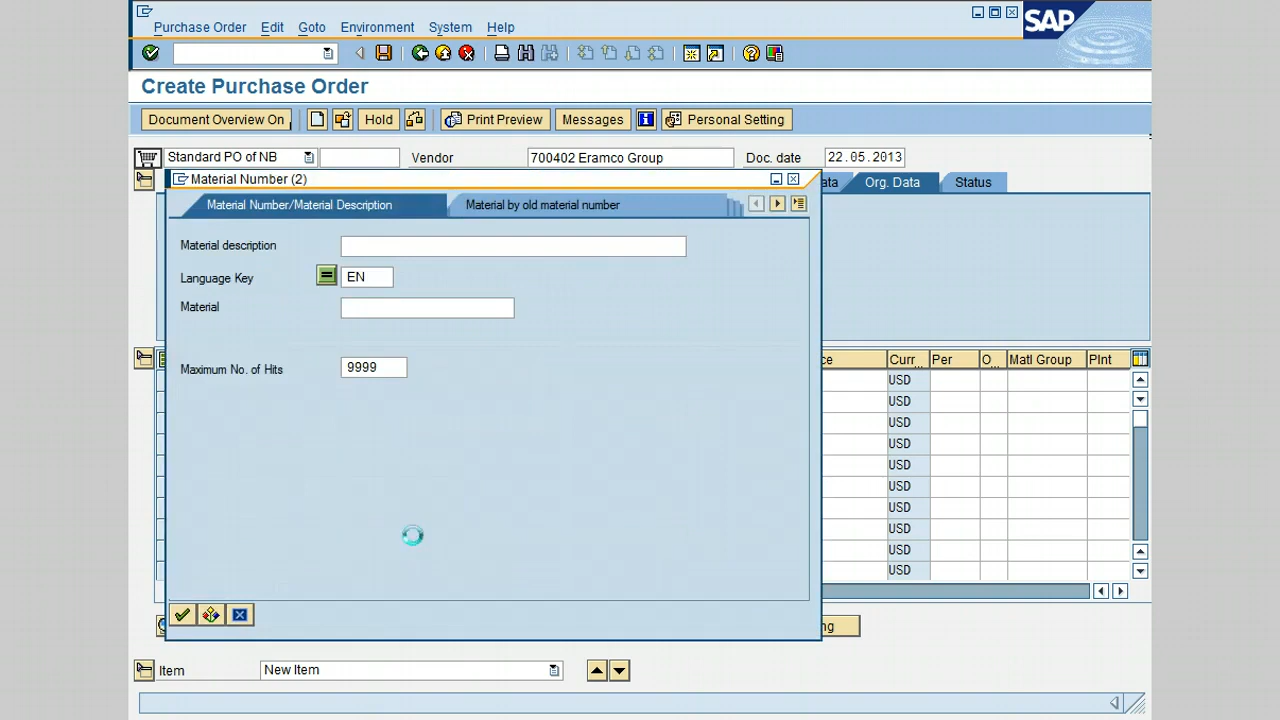 Purchase Order Edit Goto Environment System Help
SAP
Create Purchase Order
Document Overview On Hold Print Preview Messages Personal Setting
Standard PO of NB Vendor 700402 Eramco Group Doc. date 22.05.2013
Material Number (2)
ata Org. Data Status
Material Number/Material Description Material by old material number
Material description
Language Key = EN
Material
Maximum No. of Hits 9999
ce Curr... Per O... Matl Group Plnt
USD
USD
USD
USD
USD
USD
USD
USD
USD
USD
ng
Item New Item